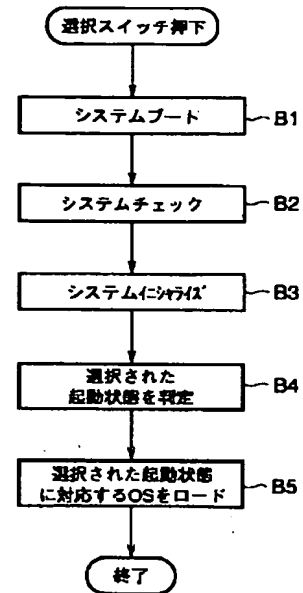 選択スイッチ押下
システムブート
B1
システムチェック
B2
システムイニシャライズ
B3
選択された
起動状態を判定
B4
選択された起動状態
に対応するOSをロード
B5
終了